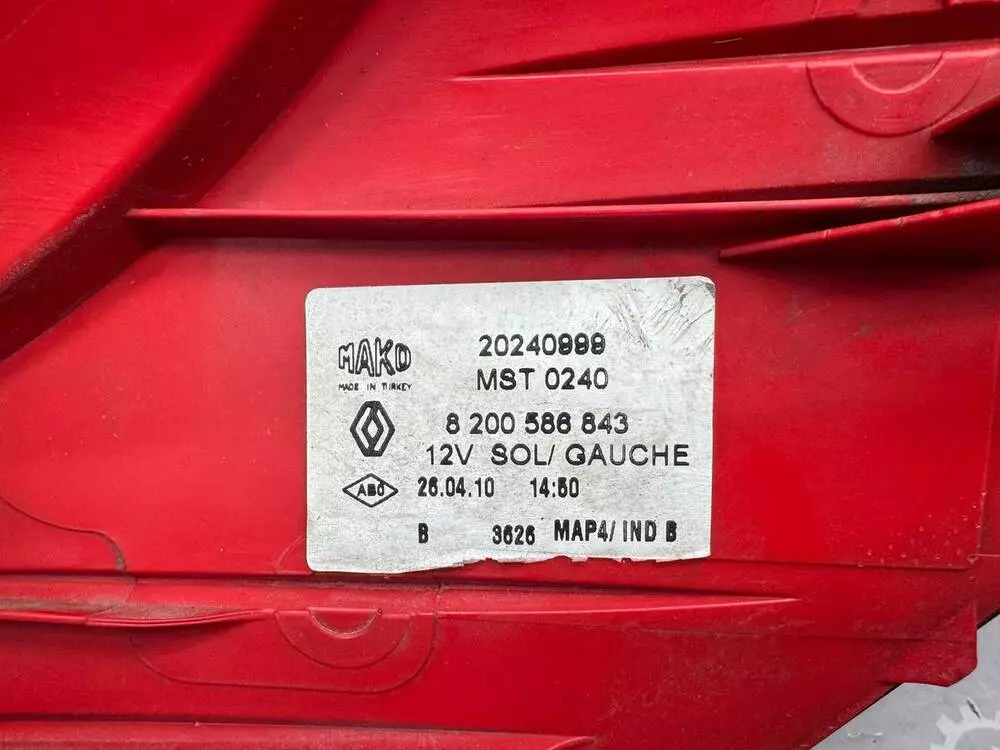 MAKO
MADE IN TURKEY
20240999
MST 0240
8 200 586 843
12V SOL/ GAUCHE
ABC
26.04.10 14:50
B 3626 MAP4/ IND B